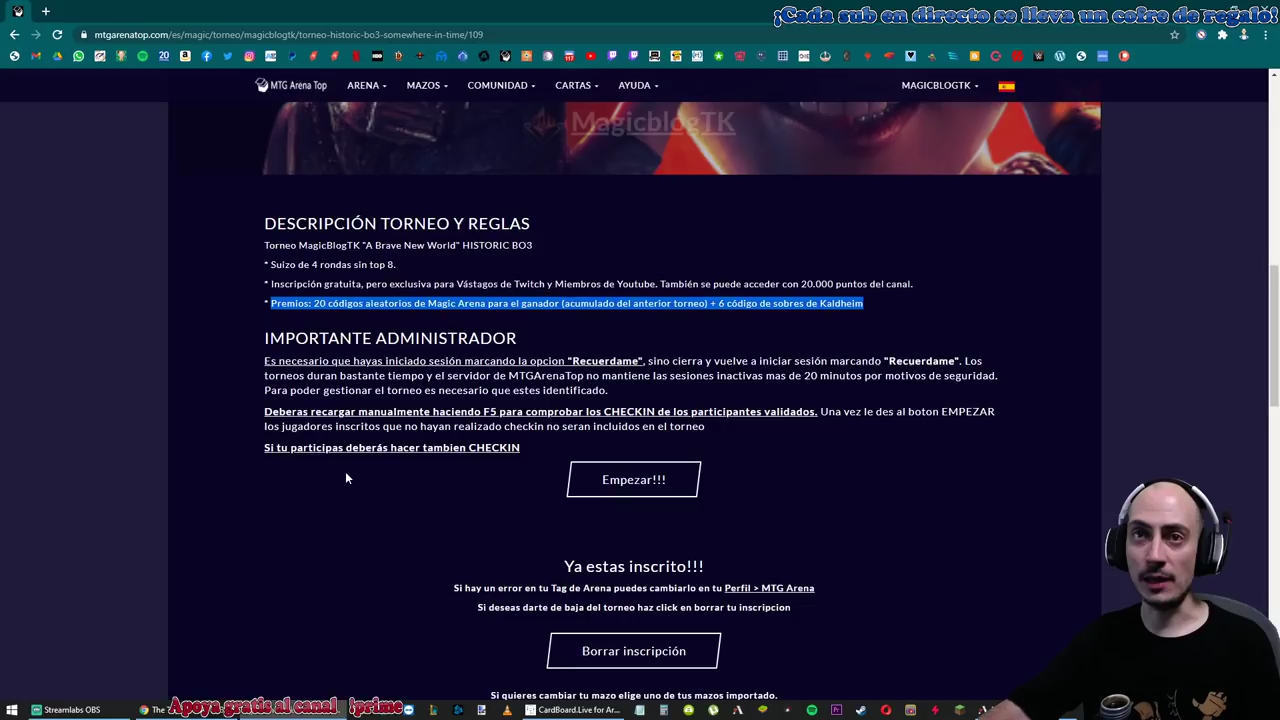 ¡Cada sub en directo se lleva un cofre de regalo!
mtgarenatop.com/es/magic/torneo/magicblogtk/torneo-historic-bo3-somewhere-in-time/109
MTG Arena Top ARENA MAZOS COMUNIDAD CARTAS AYUDA MAGICBLOGTK
MagicblogTK
DESCRIPCIÓN TORNEO Y REGLAS
Torneo MagicBlogTK "A Brave New World" HISTORIC BO3
* Suizo de 4 rondas sin top 8.
* Inscripción gratuita, pero exclusiva para Vástagos de Twitch y Miembros de Youtube. También se puede acceder con 20.000 puntos del canal.
* Premios: 20 códigos aleatorios de Magic Arena para el ganador (acumulado del anterior torneo) + 6 código de sobres de Kaldheim
IMPORTANTE ADMINISTRADOR
Es necesario que hayas iniciado sesión marcando la opcion "Recuerdame", sino cierra y vuelve a iniciar sesión marcando "Recuerdame". Los
torneos duran bastante tiempo y el servidor de MTGArenaTop no mantiene las sesiones inactivas mas de 20 minutos por motivos de seguridad.
Para poder gestionar el torneo es necesario que estes identificado.
Deberas recargar manualmente haciendo F5 para comprobar los CHECKIN de los participantes validados. Una vez le des al boton EMPEZAR
los jugadores inscritos que no hayan realizado checkin no seran incluidos en el torneo
Si tu participas deberás hacer tambien CHECKIN
Empezar!!!
Ya estas inscrito!!!
Si hay un error en tu Tag de Arena puedes cambiarlo en tu Perfil > MTG Arena
Si deseas darte de baja del torneo haz click en borrar tu inscripcion
Borrar inscripción
Si quieres cambiar tu mazo elige uno de tus mazos importado.
Streamlabs OBS The Apoya gratis al canal !prime CardBoard.Live for Ar...